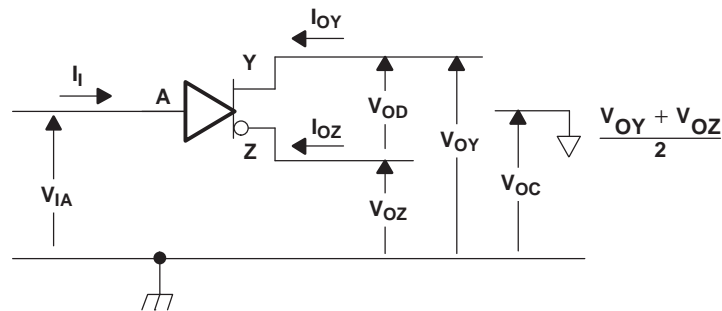 I_OY
I_I
A
Y
I_OZ
Z
V_IA
V_OD
V_OY
V_OZ
V_OC
V_OY + V_OZ
2